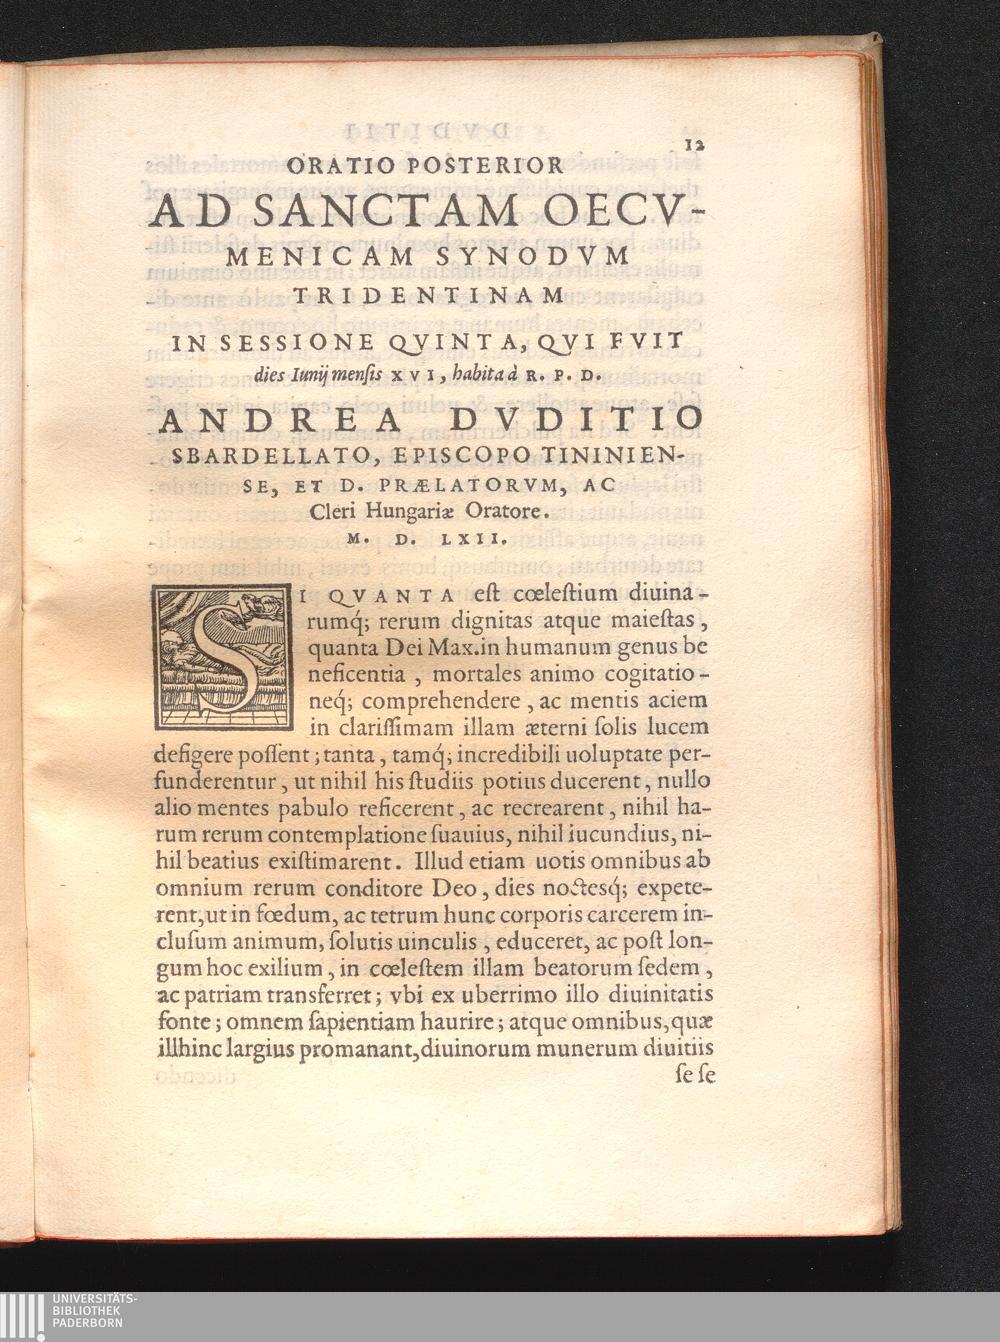 12
ORATIO POSTERIOR
AD SANCTAM OECV-
MENICAM SYNODVM
TRIDENTINAM
IN SESSIONE QVINTA, QVI FVIT
dies Iunij menſis XVI, habita à R. P. D.
ANDREA DVDITIO
SBARDELLATO, EPISCOPO TININIEN-
SE, ET D. PRÆLATORVM, AC
Cleri Hungariæ Oratore.
M. D. LXII.
SI QVANTA eſt cœleſtium diuina-
rumq́; rerum dignitas atque maieſtas,
quanta Dei Max. in humanum genus be
neficentia, mortales animo cogitatio-
neq́; comprehendere, ac mentis aciem
in clariſſimam illam æterni ſolis lucem
defigere poſſent; tanta, tamq́; incredibili uoluptate per-
funderentur, ut nihil his ſtudiis potius ducerent, nullo
alio mentes pabulo reficerent, ac recrearent, nihil ha-
rum rerum contemplatione ſuauius, nihil iucundius, ni-
hil beatius exiſtimarent. Illud etiam uotis omnibus ab
omnium rerum conditore Deo, dies noctesq́; expete-
rent, ut in fœdum, ac tetrum hunc corporis carcerem in-
cluſum animum, ſolutis uinculis, educeret, ac poſt lon-
gum hoc exilium, in cœleſtem illam beatorum ſedem,
ac patriam transferret; vbi ex uberrimo illo diuinitatis
fonte; omnem ſapientiam haurire; atque omnibus, quæ
illhinc largius promanant, diuinorum munerum diuitiis
ſe ſe
UNIVERSITÄTS-
BIBLIOTHEK
PADERBORN